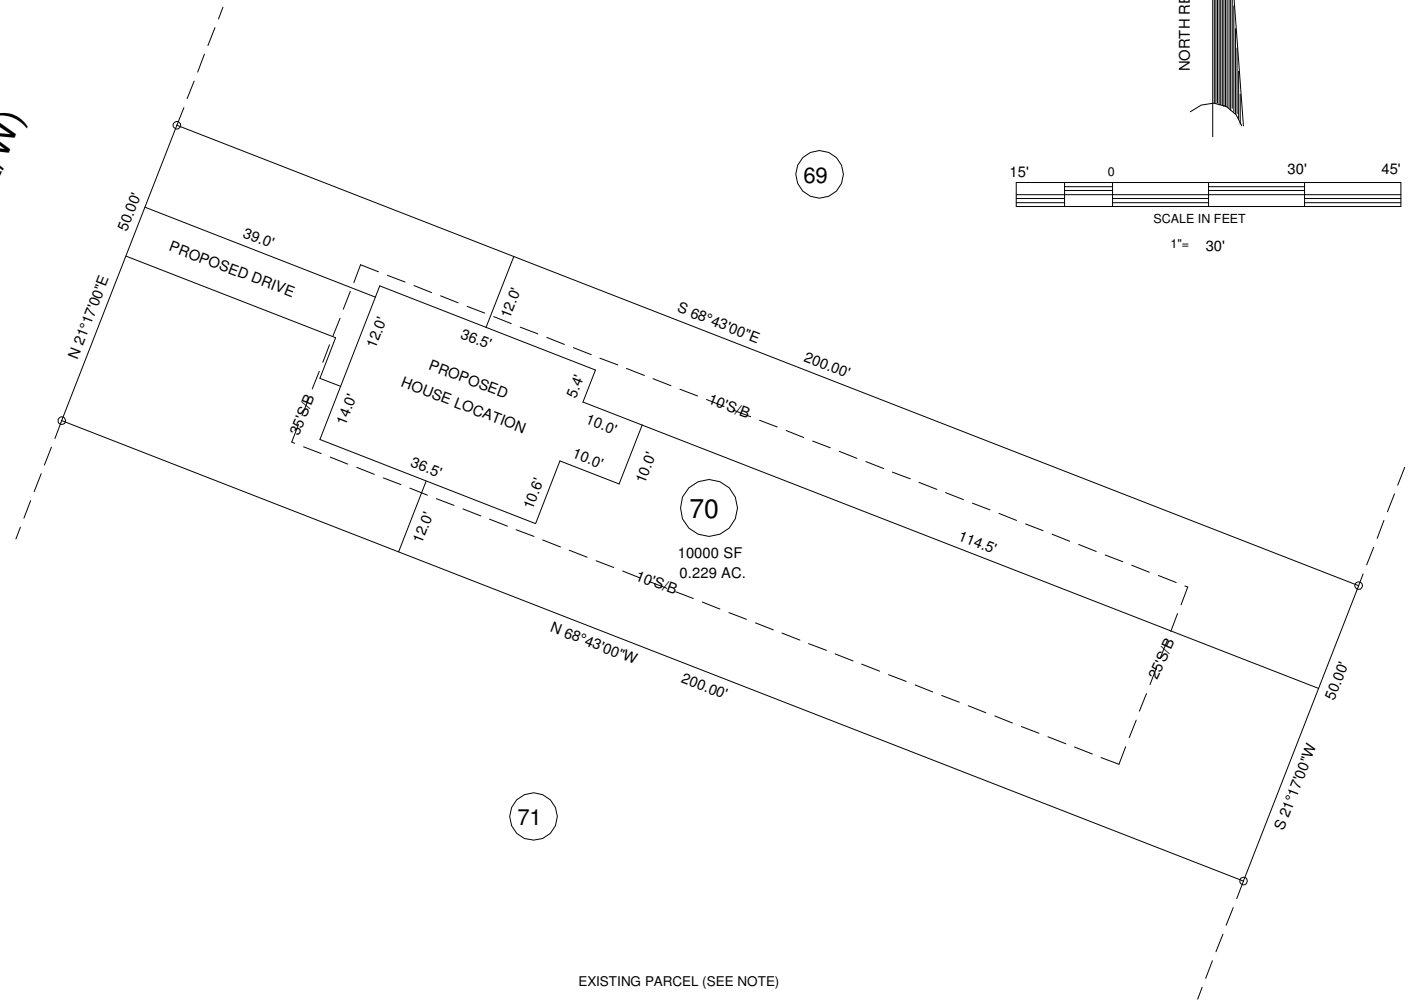 NORTH
W)
69
15' 0 30' 45'
SCALE IN FEET
1"= 30'
50.00'
39.0'
PROPOSED DRIVE
N 21°17'00"E
12.0'
S 68°43'00"E
200.00'
12.0'
36.5'
PROPOSED
HOUSE LOCATION
5.4'
10'S/B
14.0'
35'S/B
10.0'
10.0'
10.0'
36.5'
10.6'
12.0'
70
10000 SF
0.229 AC.
114.5'
10'S/B
N 68°43'00"W
200.00'
25'S/B
50.00'
S 21°17'00"W
71
EXISTING PARCEL (SEE NOTE)